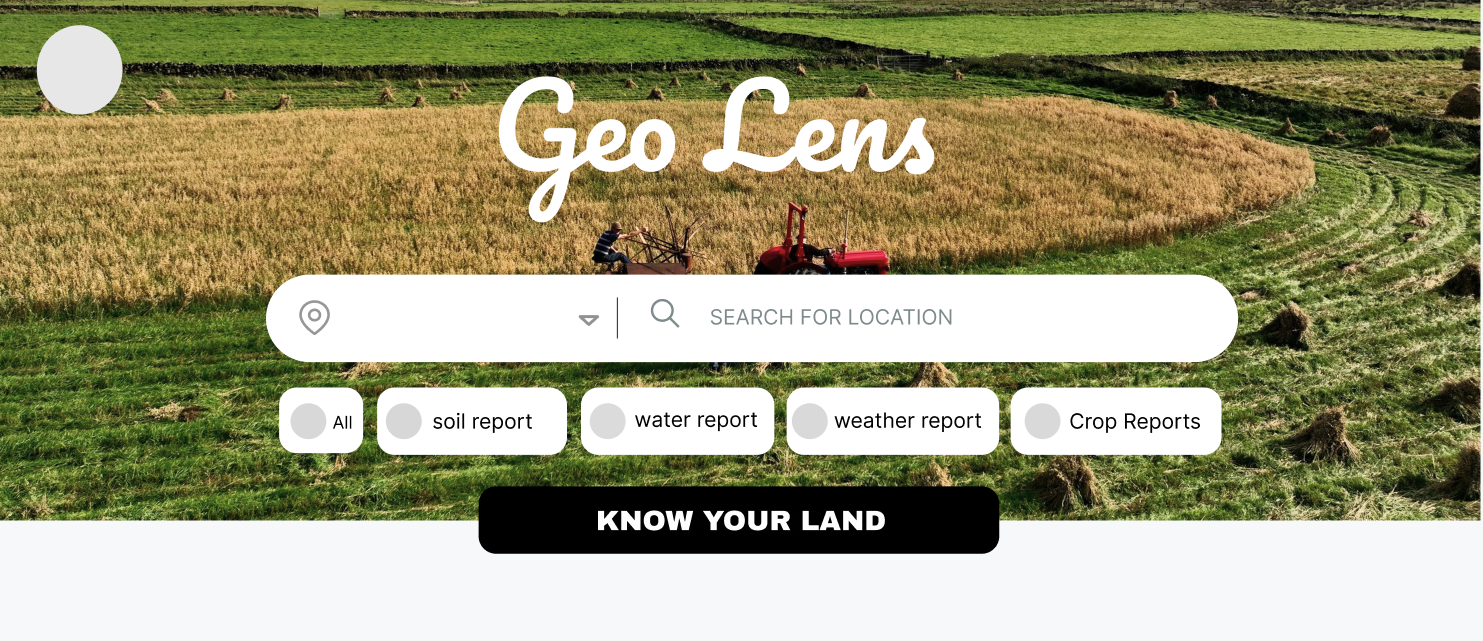 Geo Lens
SEARCH FOR LOCATION
All
soil report
water report
weather report
Crop Reports
KNOW YOUR LAND